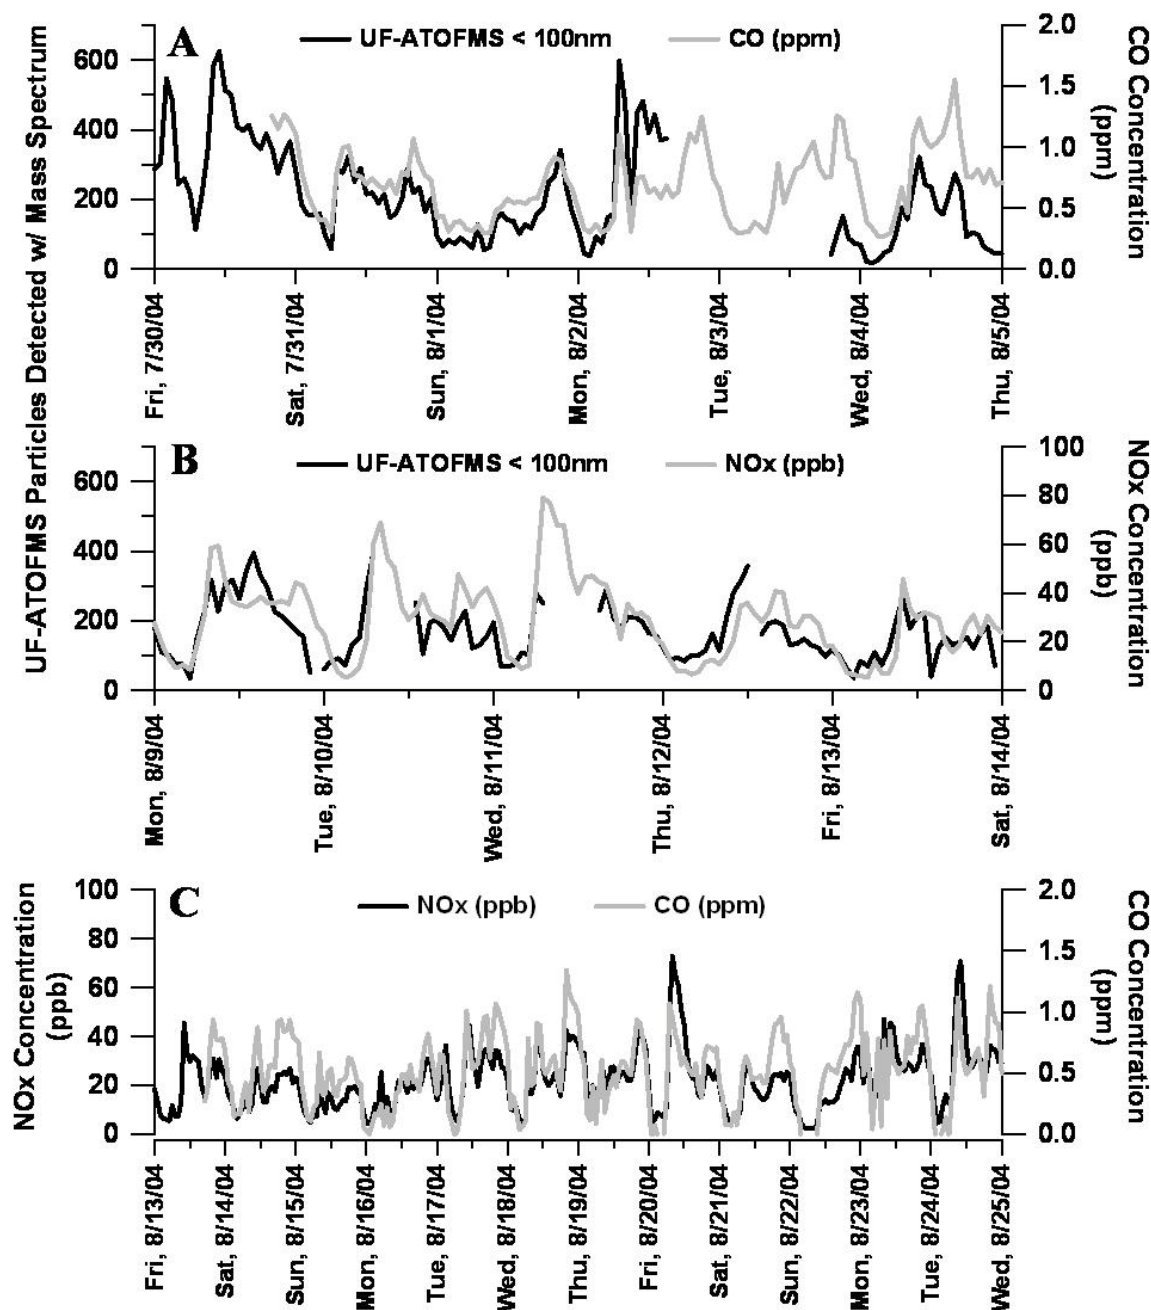 A
UF-ATOFMS < 100nm
CO (ppm)
UF-ATOFMS Particles Detected w/ Mass Spectrum
600
400
200
0
2.0
1.5
1.0
0.5
0.0
CO Concentration
(ppm)
Fri, 7/30/04
Sat, 7/31/04
Sun, 8/1/04
Mon, 8/2/04
Tue, 8/3/04
Wed, 8/4/04
Thu, 8/5/04
B
UF-ATOFMS < 100nm
NOx (ppb)
600
400
200
0
100
80
60
40
20
0
NOx Concentration
(ppb)
Mon, 8/9/04
Tue, 8/10/04
Wed, 8/11/04
Thu, 8/12/04
Fri, 8/13/04
Sat, 8/14/04
C
NOx (ppb)
CO (ppm)
NOx Concentration
(ppb)
100
80
60
40
20
0
2.0
1.5
1.0
0.5
0.0
CO Concentration
(ppm)
Fri, 8/13/04
Sat, 8/14/04
Sun, 8/15/04
Mon, 8/16/04
Tue, 8/17/04
Wed, 8/18/04
Thu, 8/19/04
Fri, 8/20/04
Sat, 8/21/04
Sun, 8/22/04
Mon, 8/23/04
Tue, 8/24/04
Wed, 8/25/04